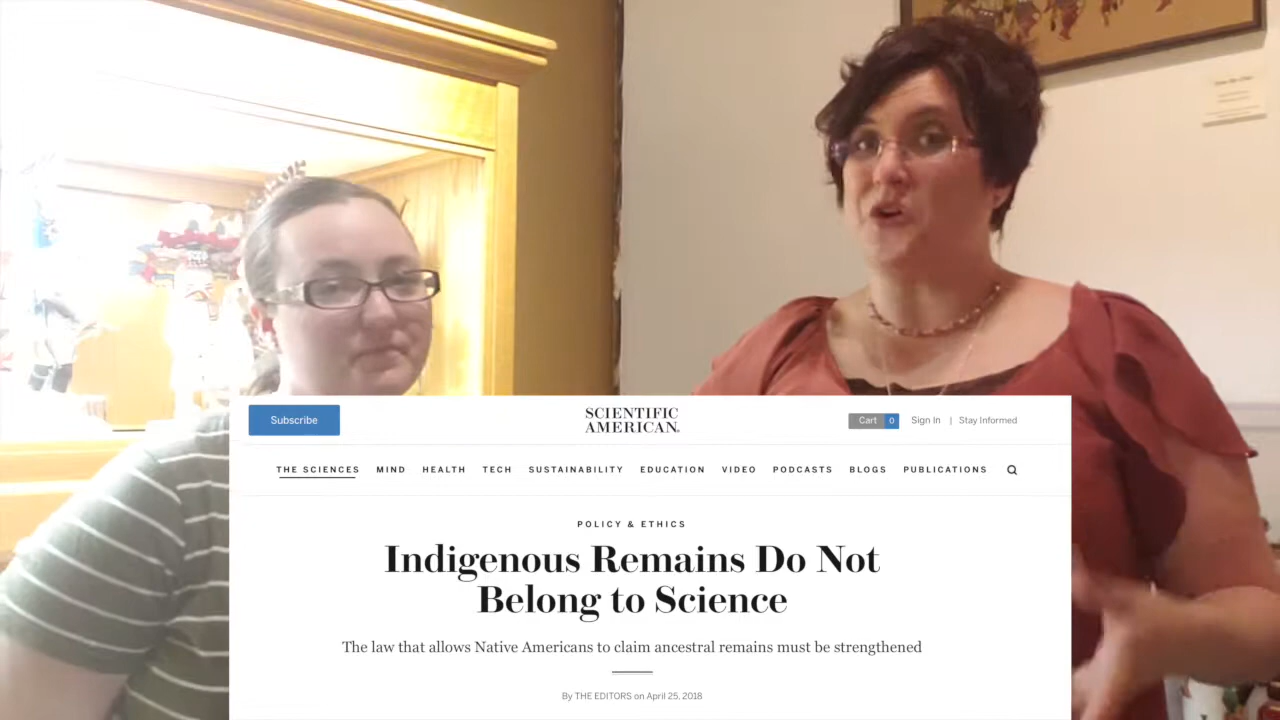 Subscribe
SCIENTIFIC
AMERICAN®
Cart 0 Sign In | Stay Informed
THE SCIENCES MIND HEALTH TECH SUSTAINABILITY EDUCATION VIDEO PODCASTS BLOGS PUBLICATIONS
POLICY & ETHICS
Indigenous Remains Do Not
Belong to Science
The law that allows Native Americans to claim ancestral remains must be strengthened
By THE EDITORS on April 25, 2018